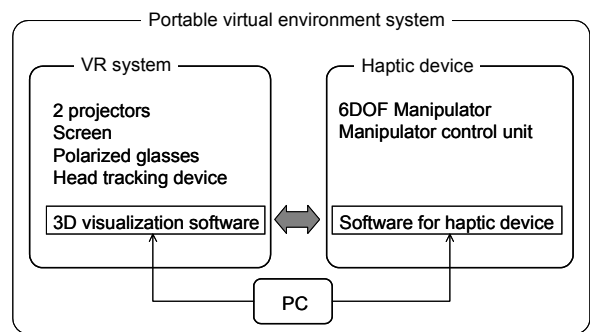 Portable virtual environment system
VR system
2 projectors
Screen
Polarized glasses
Head tracking device
3D visualization software
Haptic device
6DOF Manipulator
Manipulator control unit
Software for haptic device
PC